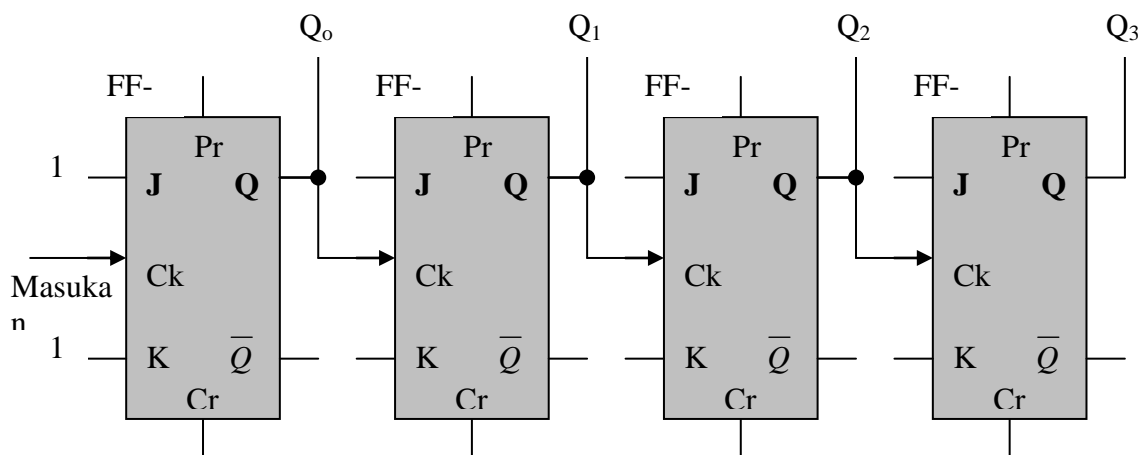 Qo Q1 Q2 Q3
FF- FF- FF- FF-
Pr Pr Pr Pr
1 J Q J Q J Q J Q
Ck Ck Ck Ck
Masuka
n
1 K Q̅ K Q̅ K Q̅ K Q̅
Cr Cr Cr Cr